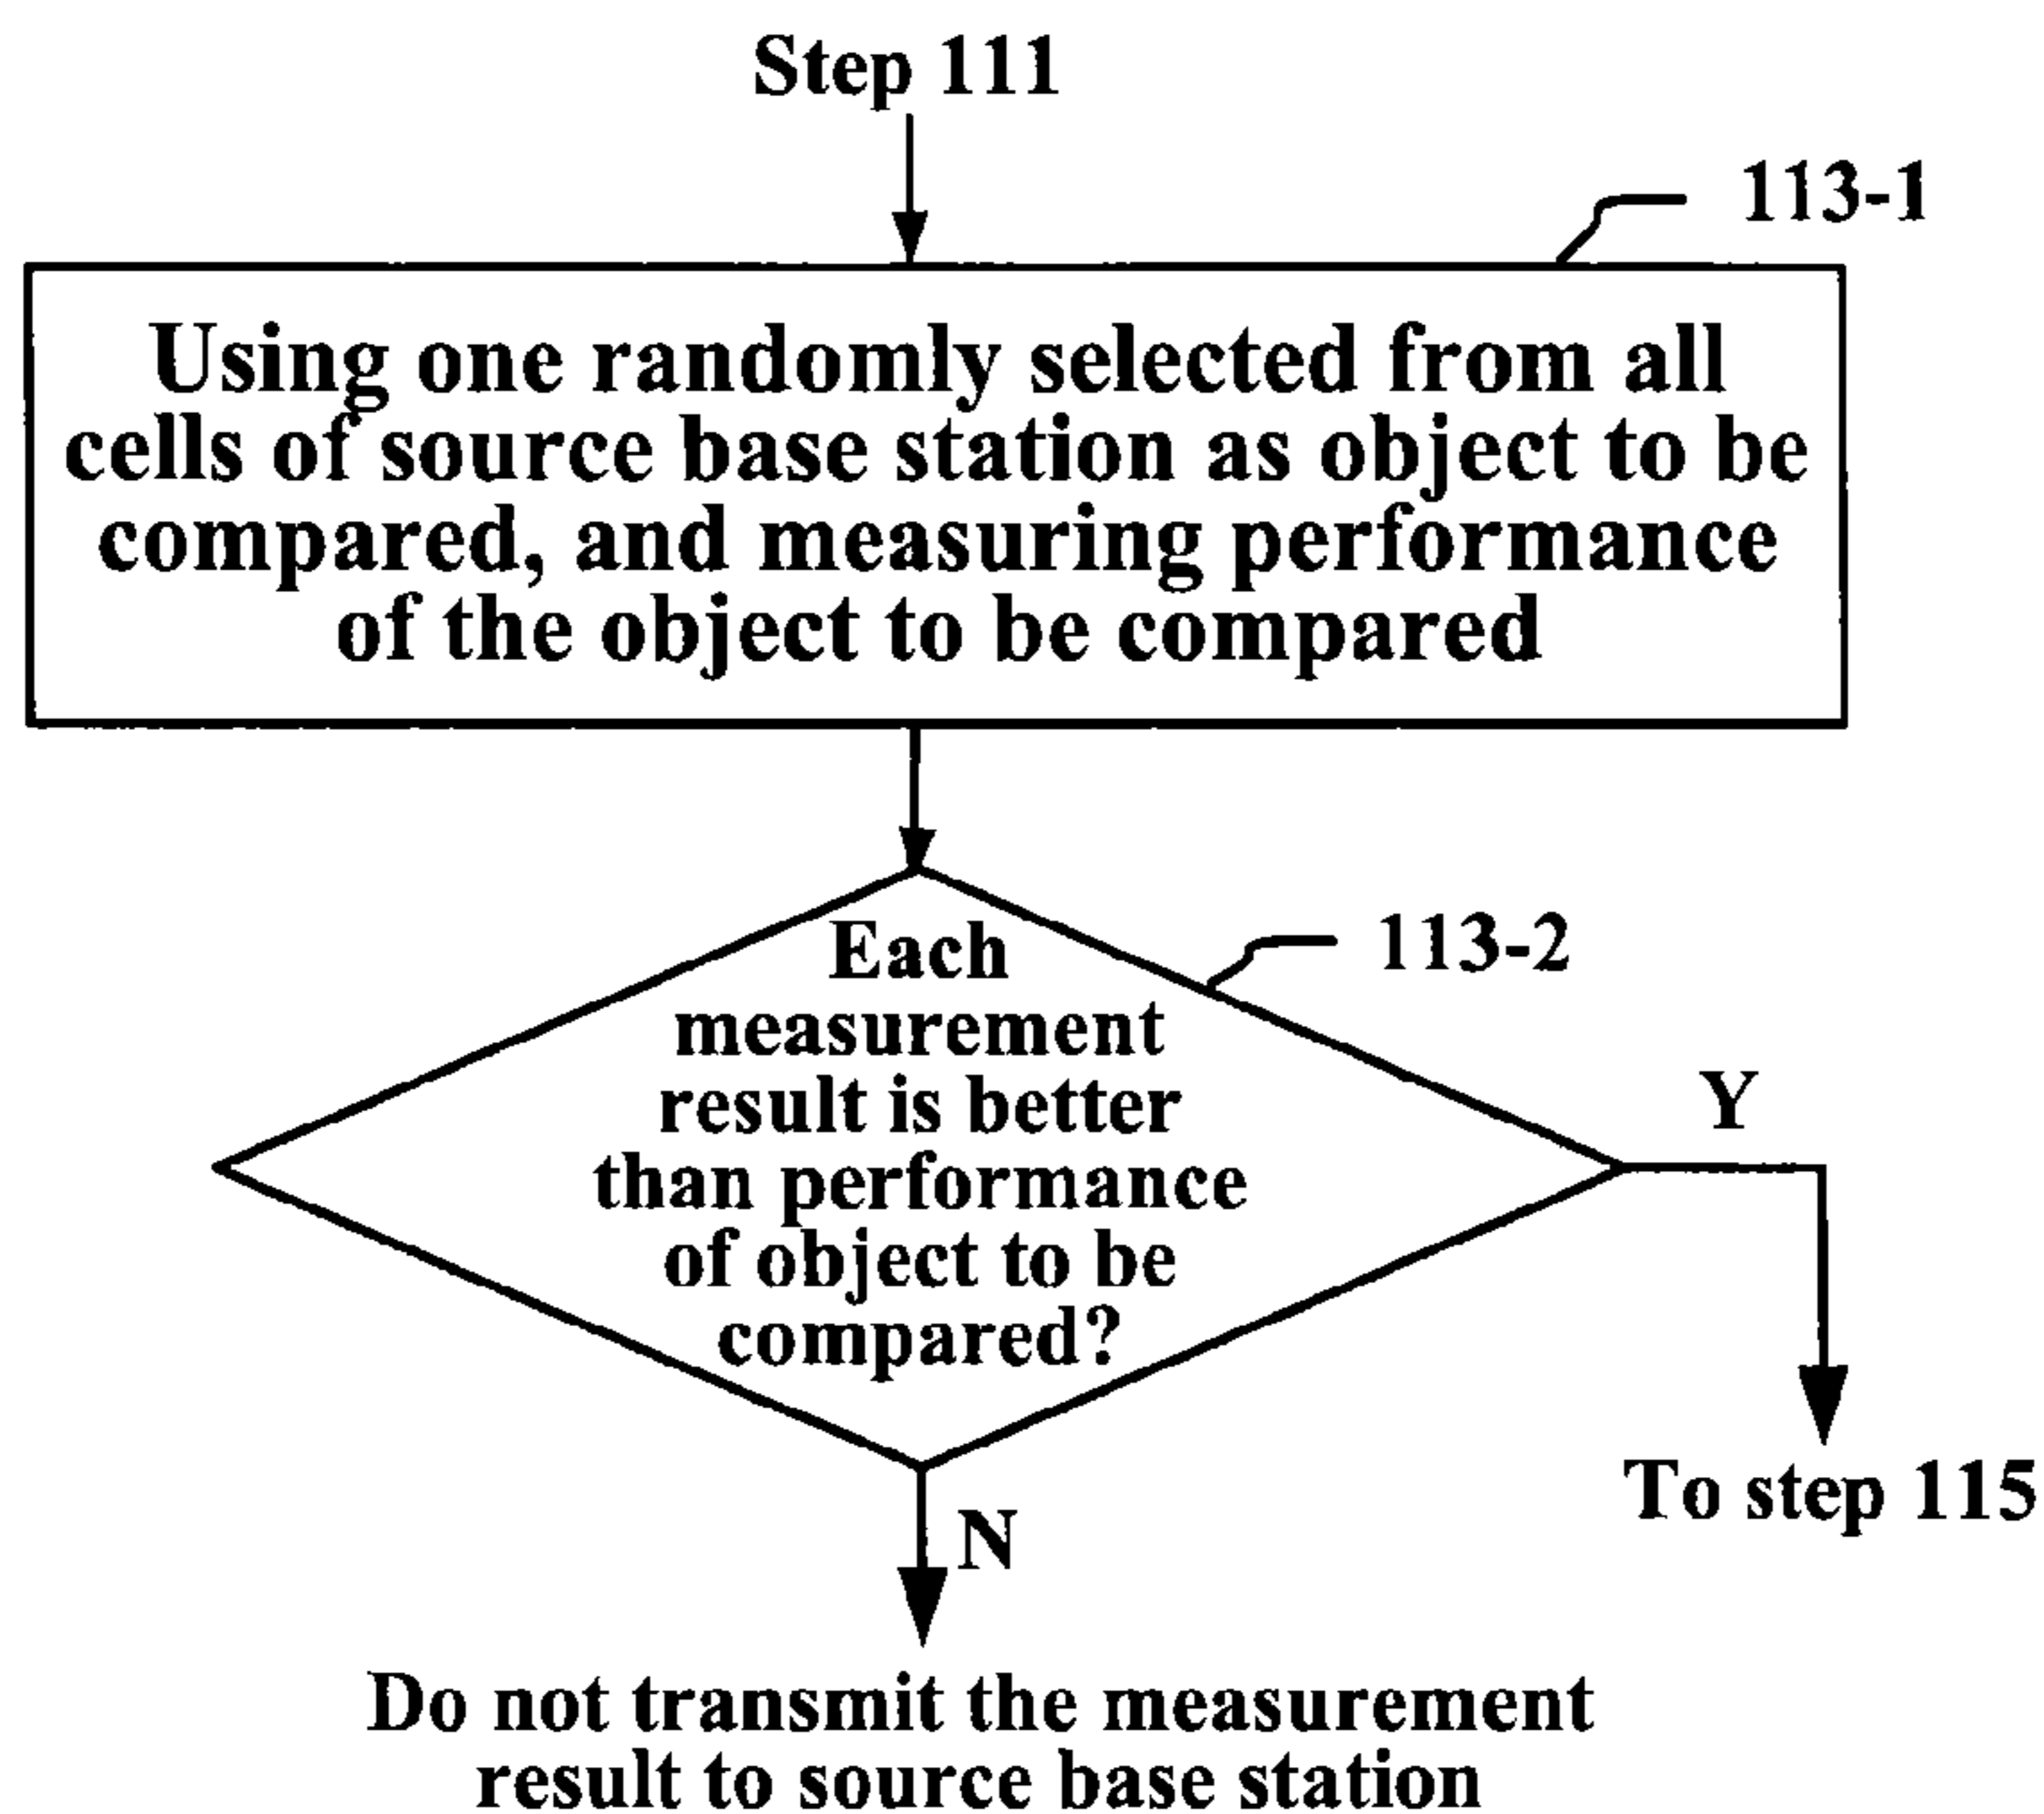 Step 111
113-1
Using one randomly selected from all
cells of source base station as object to be
compared, and measuring performance
of the object to be compared
113-2
Each
measurement
result is better
than performance
of object to be
compared?
Y
To step 115
N
Do not transmit the measurement
result to source base station